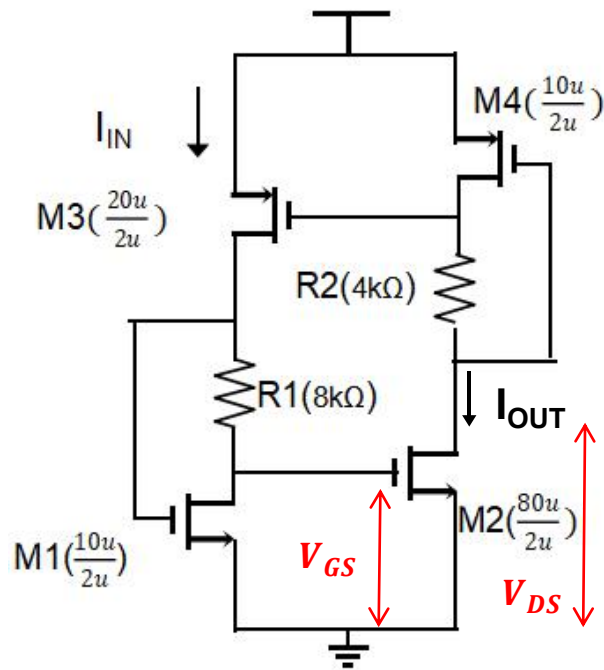 M4(10u/2u)
I_IN
M3(20u/2u)
R2(4kΩ)
R1(8kΩ)
I_OUT
M1(10u/2u)
V_GS
M2(80u/2u)
V_DS